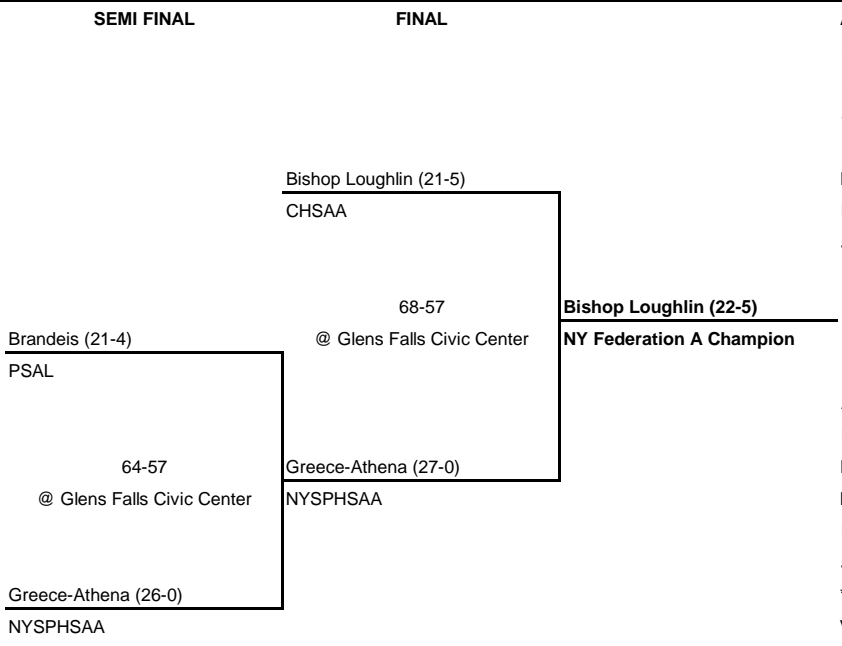 SEMI FINAL FINAL
Bishop Loughlin (21-5)
CHSAA
68-57 Bishop Loughlin (22-5)
Brandeis (21-4) @ Glens Falls Civic Center NY Federation A Champion
PSAL
64-57 Greece-Athena (27-0)
@ Glens Falls Civic Center NYSPHSAA
Greece-Athena (26-0)
NYSPHSAA